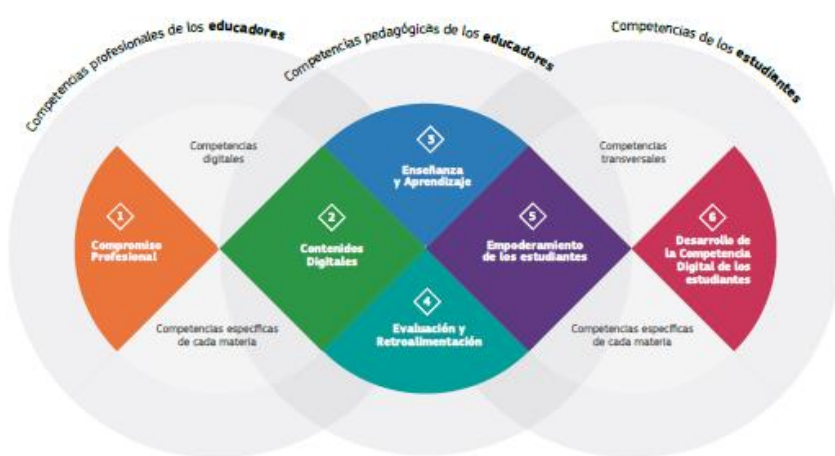 Competencias profesionales de los educadores
Competencias pedagógicas de los educadores
Competencias de los estudiantes
Competencias
digitales
Competencias
transversales
3
Enseñanza
y Aprendizaje
1
Compromiso
Profesional
2
Contenidos
Digitales
5
Empoderamiento
de los estudiantes
6
Desarrollo de
la Competencia
Digital de los
estudiantes
4
Evaluación y
Retroalimentación
Competencias específicas
de cada materia
Competencias específicas
de cada materia